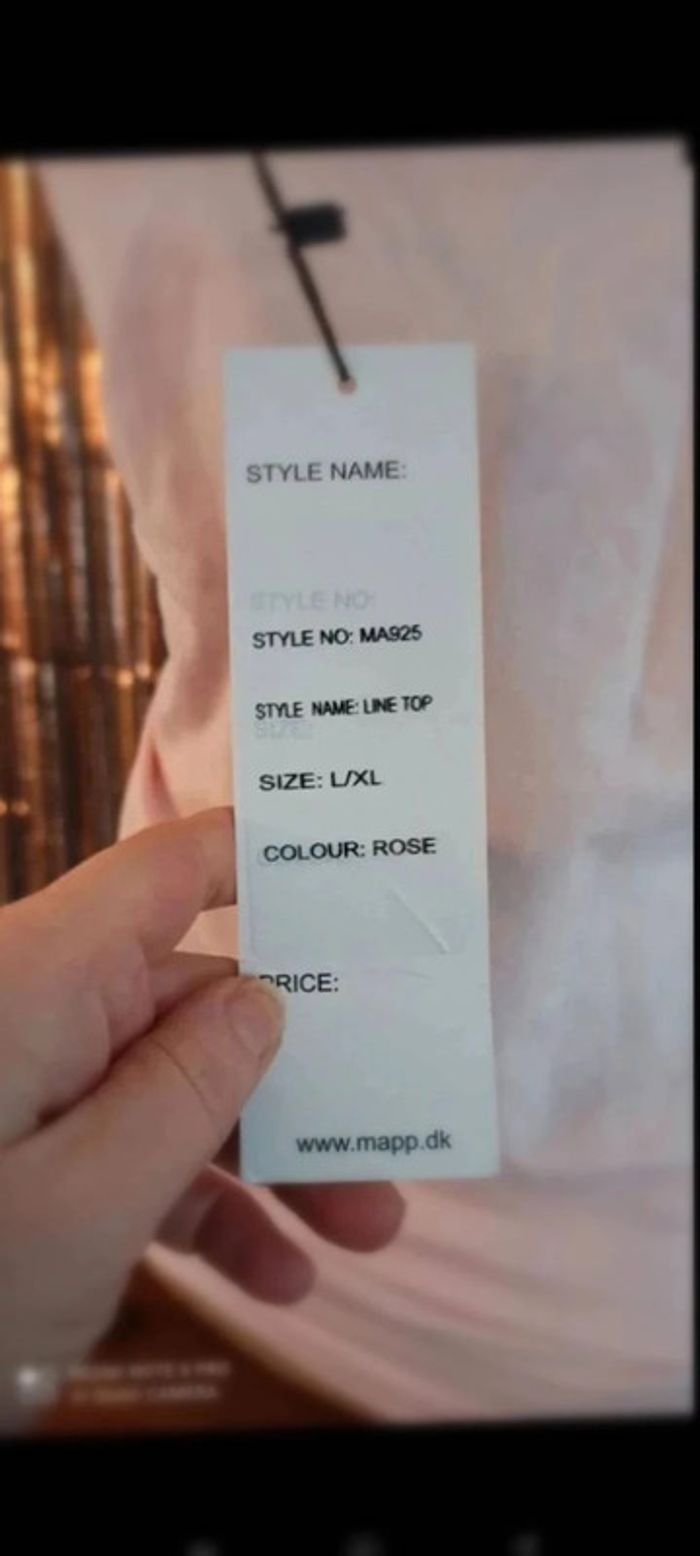 STYLE NAME:
STYLE NO:
STYLE NO: MA925
STYLE NAME: LINE TOP
SIZE:
SIZE: L/XL
COLOUR: ROSE
PRICE:
www.mapp.dk